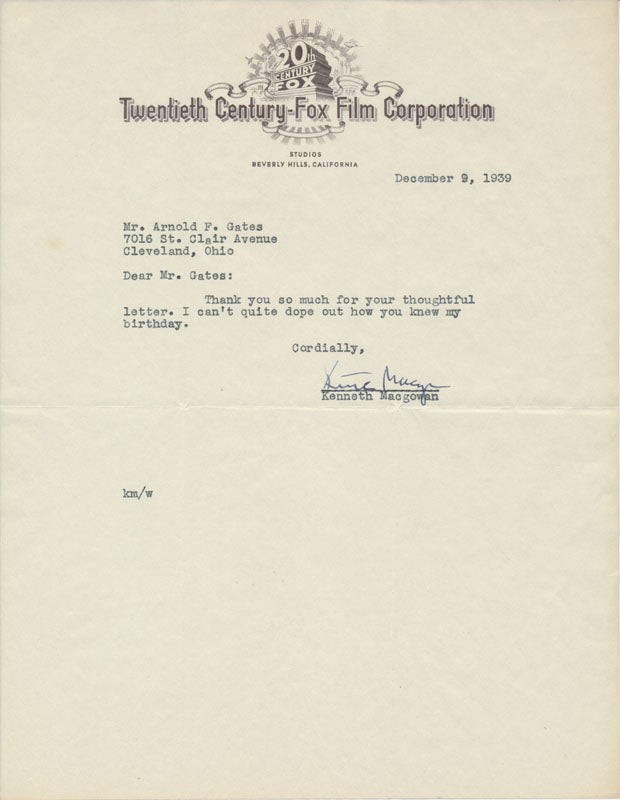 20th
CENTURY
FOX
Twentieth Century-Fox Film Corporation
STUDIOS
BEVERLY HILLS, CALIFORNIA
December 9, 1939
Mr. Arnold F. Gates
7016 St. Clair Avenue
Cleveland, Ohio
Dear Mr. Gates:
Thank you so much for your thoughtful
letter. I can't quite dope out how you knew my
birthday.
Cordially,
Kenneth Macgowan
km/w